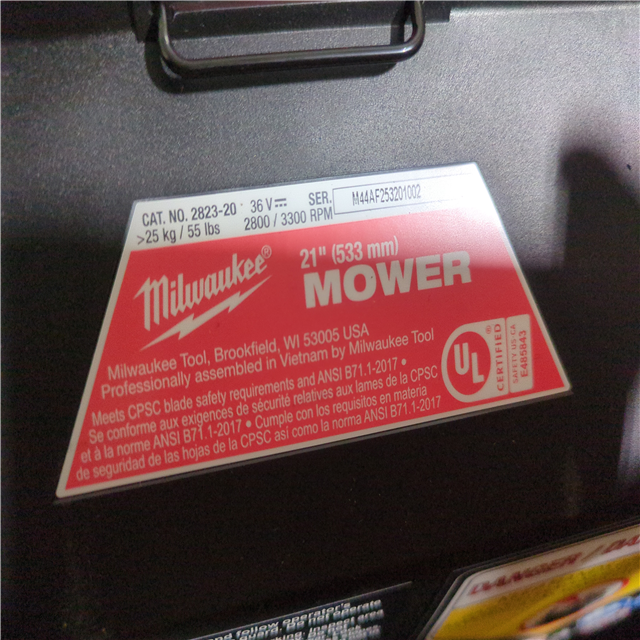 CAT. NO. 2823-20 36 V⎓ SER. M44AF253201002
>25 kg / 55 lbs 2800 / 3300 RPM
Milwaukee®
21" (533 mm)
MOWER
Milwaukee Tool, Brookfield, WI 53005 USA
Professionally assembled in Vietnam by Milwaukee Tool
UL ®
CERTIFIED
SAFETY US CA
E485843
Meets CPSC blade safety requirements and ANSI B71.1-2017 •
Se conforme aux exigences de sécurité relatives aux lames de la CPSC
et à la norme ANSI B71.1-2017 • Cumple con los requisitos en materia
de seguridad de las hojas de la CPSC así como la norma ANSI B71.1-2017
DANGER /